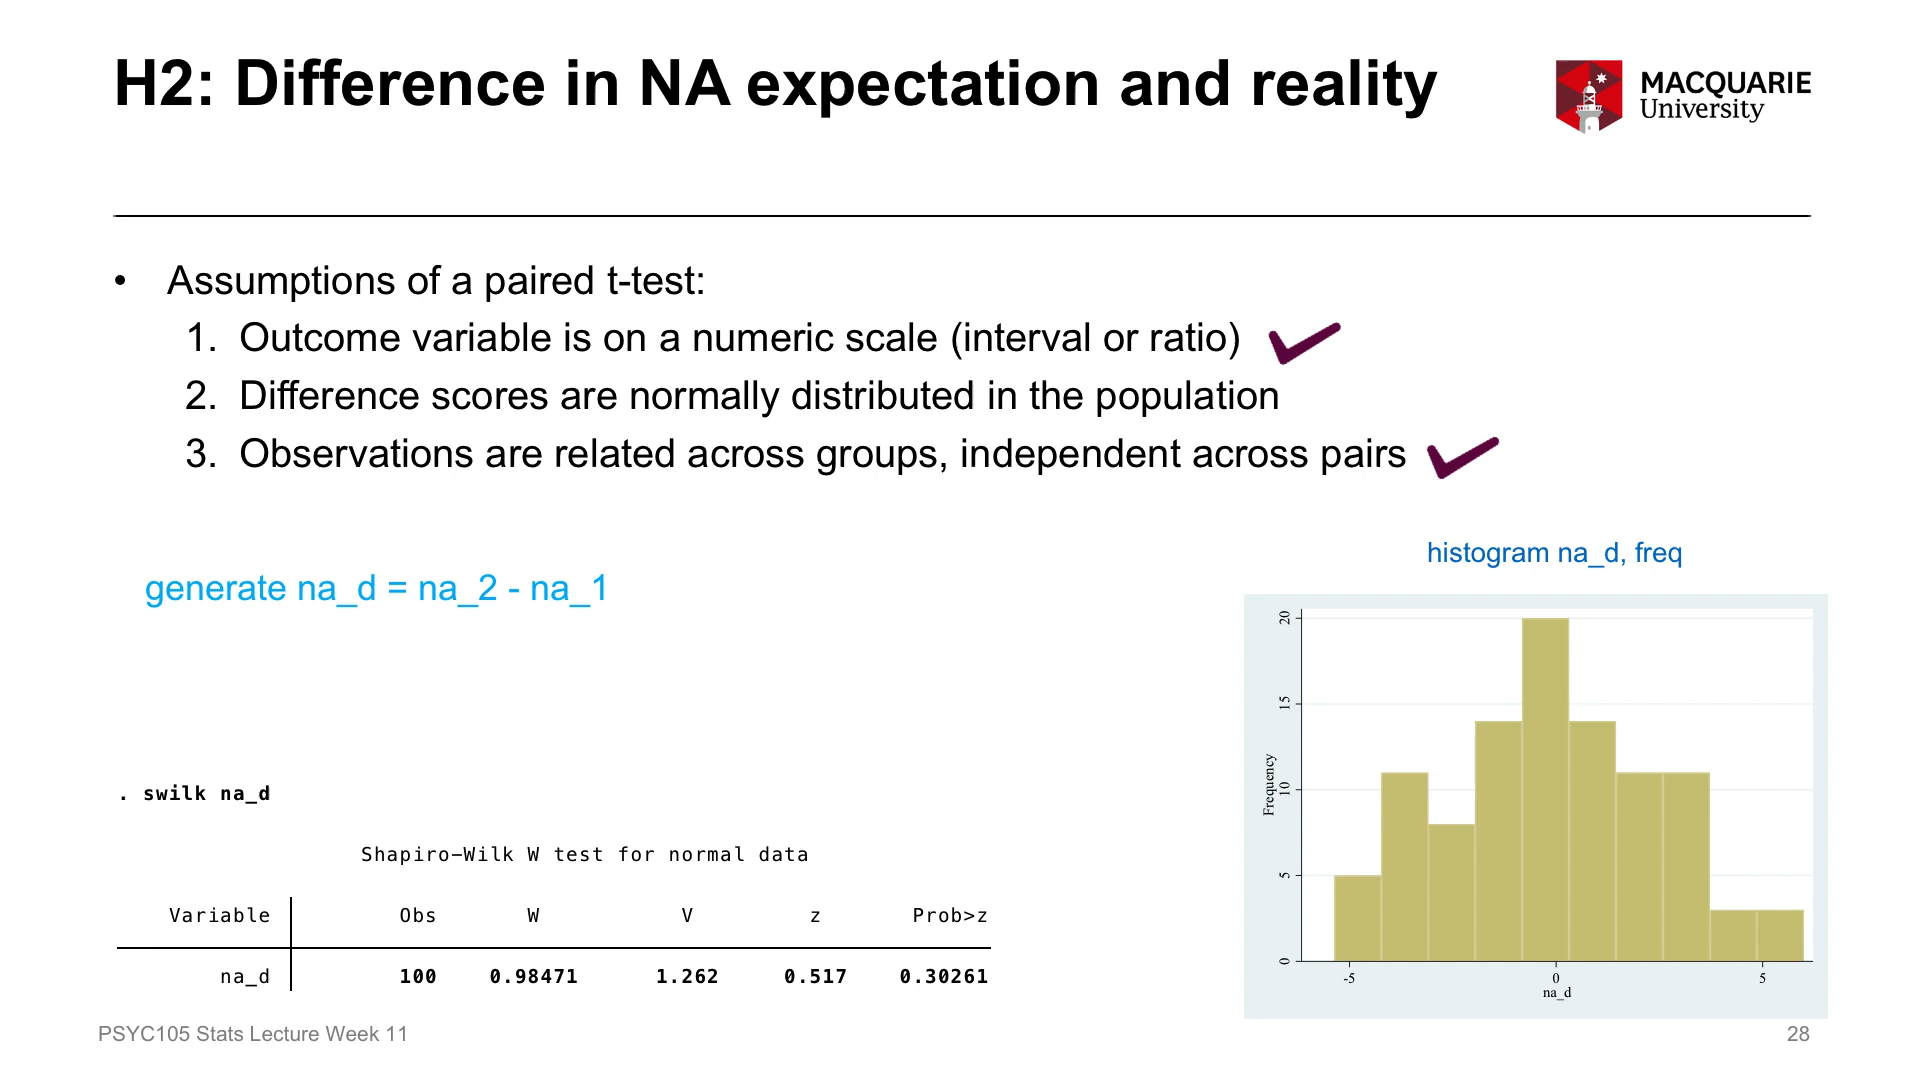 H2: Difference in NA expectation and reality
MACQUARIE
University
• Assumptions of a paired t-test:
1. Outcome variable is on a numeric scale (interval or ratio)
2. Difference scores are normally distributed in the population
3. Observations are related across groups, independent across pairs
generate na_d = na_2 - na_1
histogram na_d, freq
20
15
10
5
0
Frequency
-5 0 5
na_d
. swilk na_d
Shapiro-Wilk W test for normal data
Variable Obs W V z Prob>z
na_d 100 0.98471 1.262 0.517 0.30261
PSYC105 Stats Lecture Week 11
28